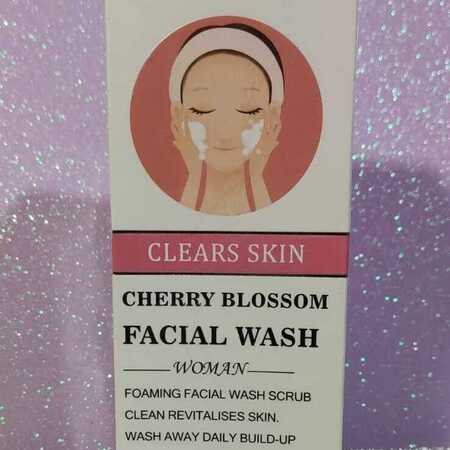 CLEARS SKIN
CHERRY BLOSSOM
FACIAL WASH
WOMAN
FOAMING FACIAL WASH SCRUB
CLEAN REVITALISES SKIN.
WASH AWAY DAILY BUILD-UP